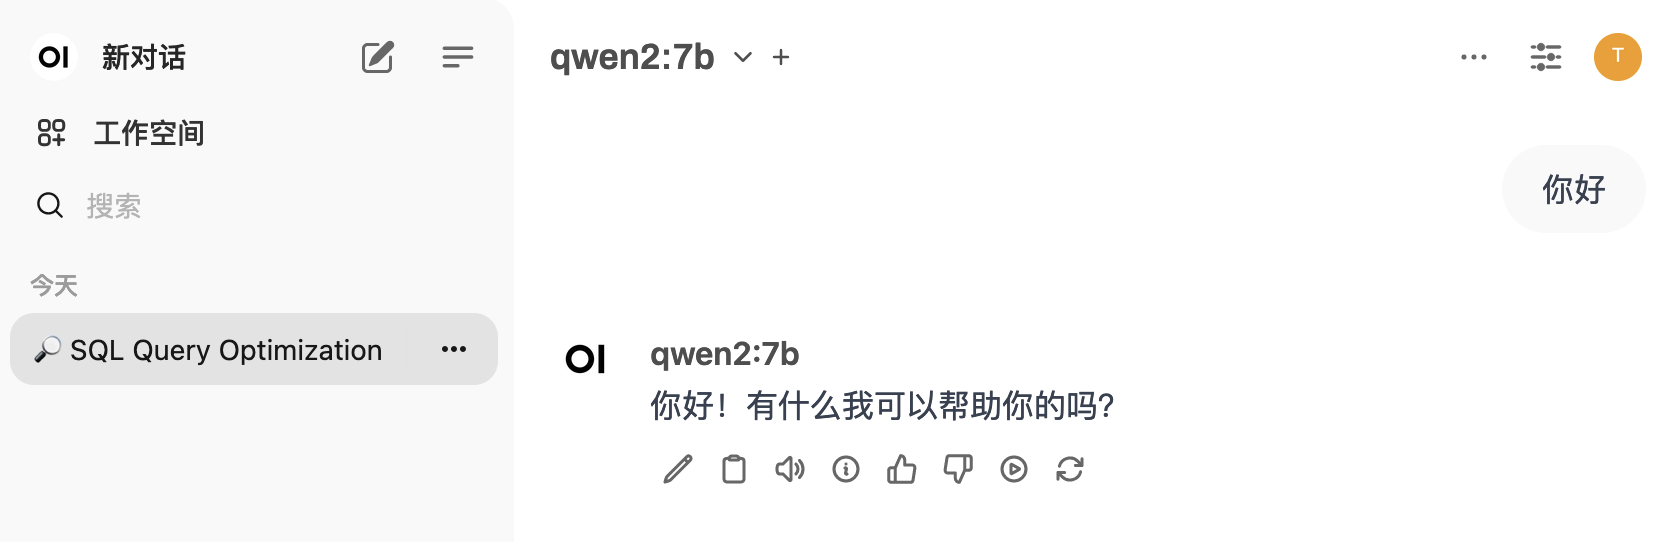 OI 新对话
工作空间
搜索
今天
SQL Query Optimization
qwen2:7b
T
你好
OI qwen2:7b
你好！有什么我可以帮助你的吗?